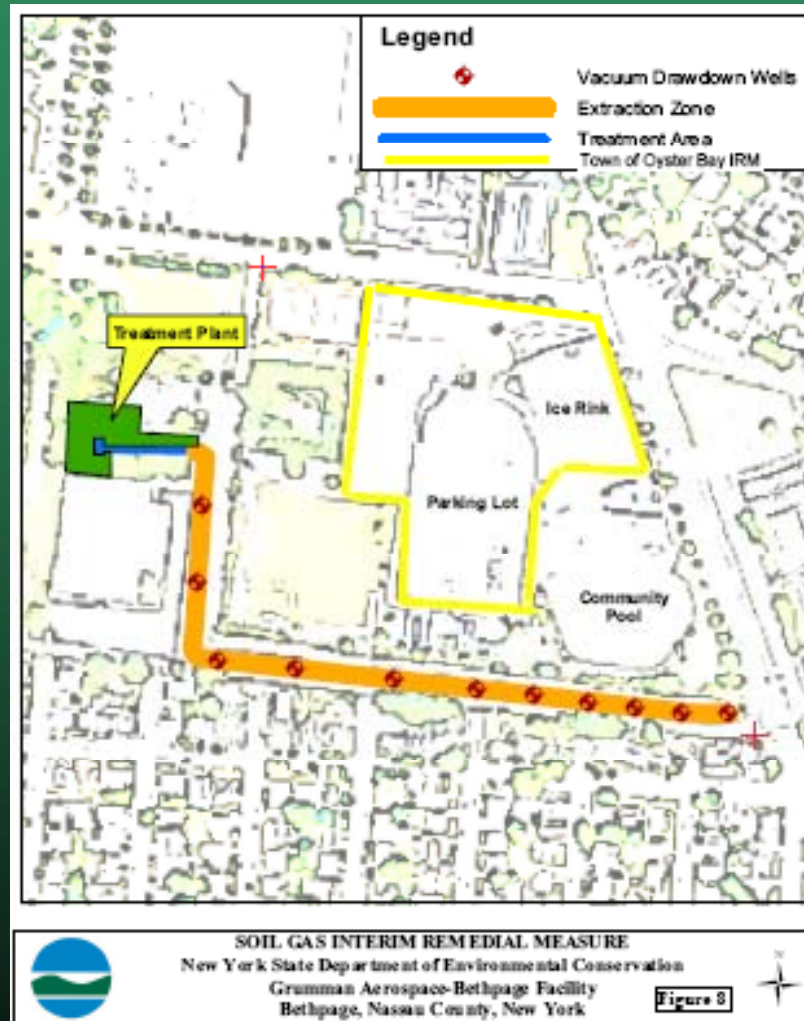 Legend
Vacuum Drawdown Wells
Extraction Zone
Treatment Area
Town of Oyster Bay IRM
Treatment Plant
Ice Rink
Parking Lot
Community
Pool
SOIL GAS INTERIM REMEDIAL MEASURE
New York State Department of Environmental Conservation
Grumman Aerospace-Bethpage Facility
Bethpage, Nassau County, New York
Figure 8
N